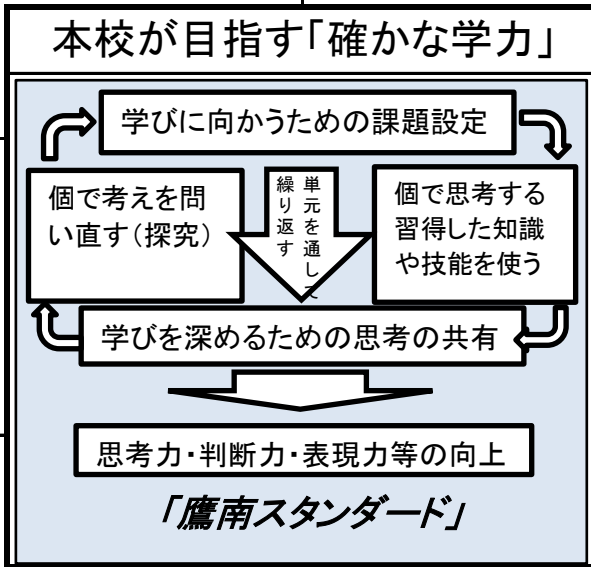 本校が目指す「確かな学力」
学びに向かうための課題設定
個で考えを問
い直す(探究)
単元を通して
繰り返す
個で思考する
習得した知識
や技能を使う
学びを深めるための思考の共有
思考力・判断力・表現力等の向上
「鷹南スタンダード」